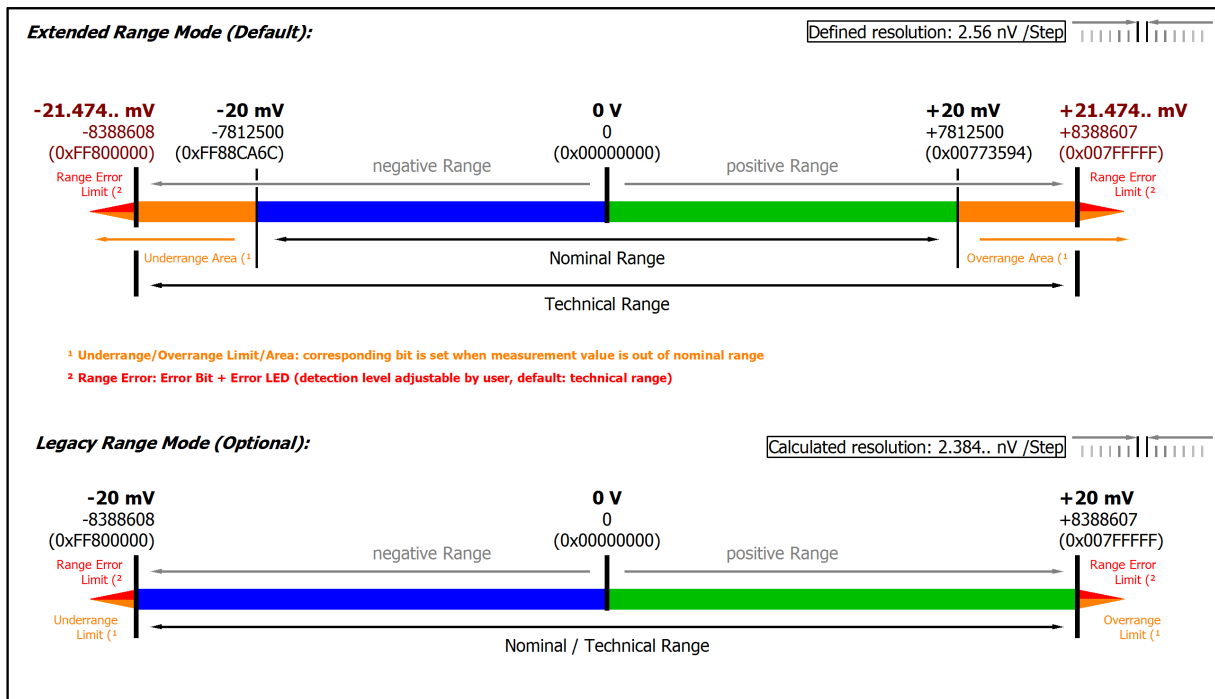 Extended Range Mode (Default):
Defined resolution: 2.56 nV /Step
-21.474.. mV
-8388608
(0xFF800000)
-20 mV
-7812500
(0xFF88CA6C)
0 V
0
(0x00000000)
+20 mV
+7812500
(0x00773594)
+21.474.. mV
+8388607
(0x007FFFFF)
negative Range
positive Range
Range Error
Limit (²
Range Error
Limit (²
Underrange Area (¹
Nominal Range
Overrange Area (¹
Technical Range
¹ Underrange/Overrange Limit/Area: corresponding bit is set when measurement value is out of nominal range
² Range Error: Error Bit + Error LED (detection level adjustable by user, default: technical range)
Legacy Range Mode (Optional):
Calculated resolution: 2.384.. nV /Step
-20 mV
-8388608
(0xFF800000)
0 V
0
(0x00000000)
+20 mV
+8388607
(0x007FFFFF)
negative Range
positive Range
Range Error
Limit (²
Range Error
Limit (²
Underrange
Limit (¹
Overrange
Limit (¹
Nominal / Technical Range